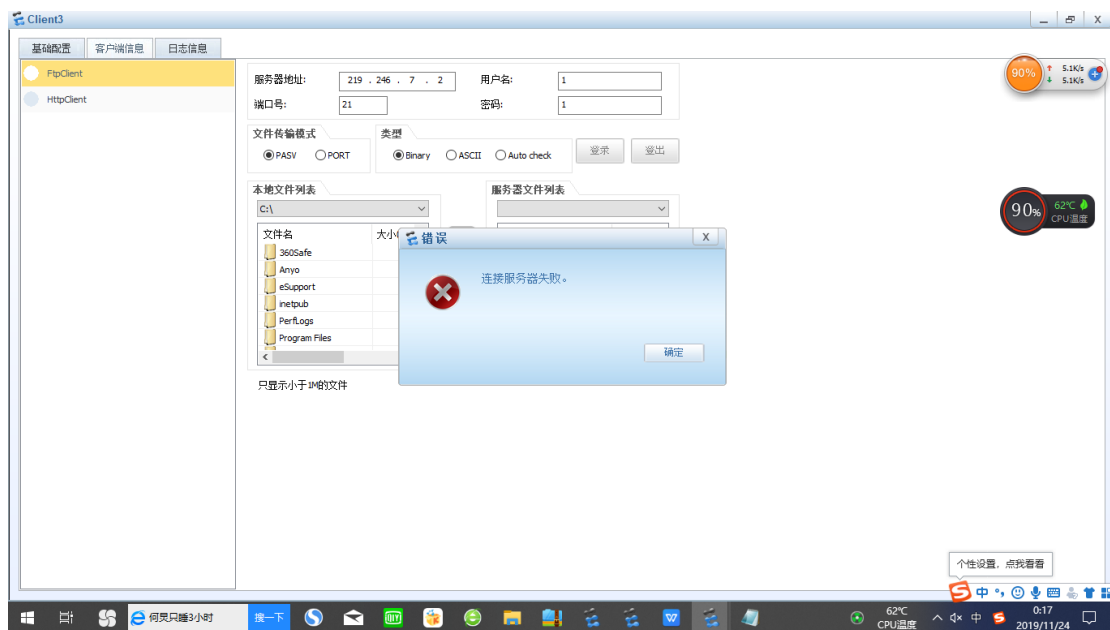 Client3
基础配置 客户端信息 日志信息
FtpClient
HttpClient
服务器地址: 219 . 246 . 7 . 2 用户名: 1
端口号: 21 密码: 1
文件传输模式 类型
PASV PORT Binary ASCII Auto check 登录 登出
本地文件列表 服务器文件列表
C:\
文件名 大小
360Safe
Anyo
eSupport
inetpub
PerfLogs
Program Files
只显示小于1M的文件
错误 X
连接服务器失败。
确定
90% 5.1K/s
5.1K/s
90% 62℃
CPU温度
个性设置，点我看看
中
何炅只睡3小时 搜一下
62℃
CPU温度
中
0:17
2019/11/24